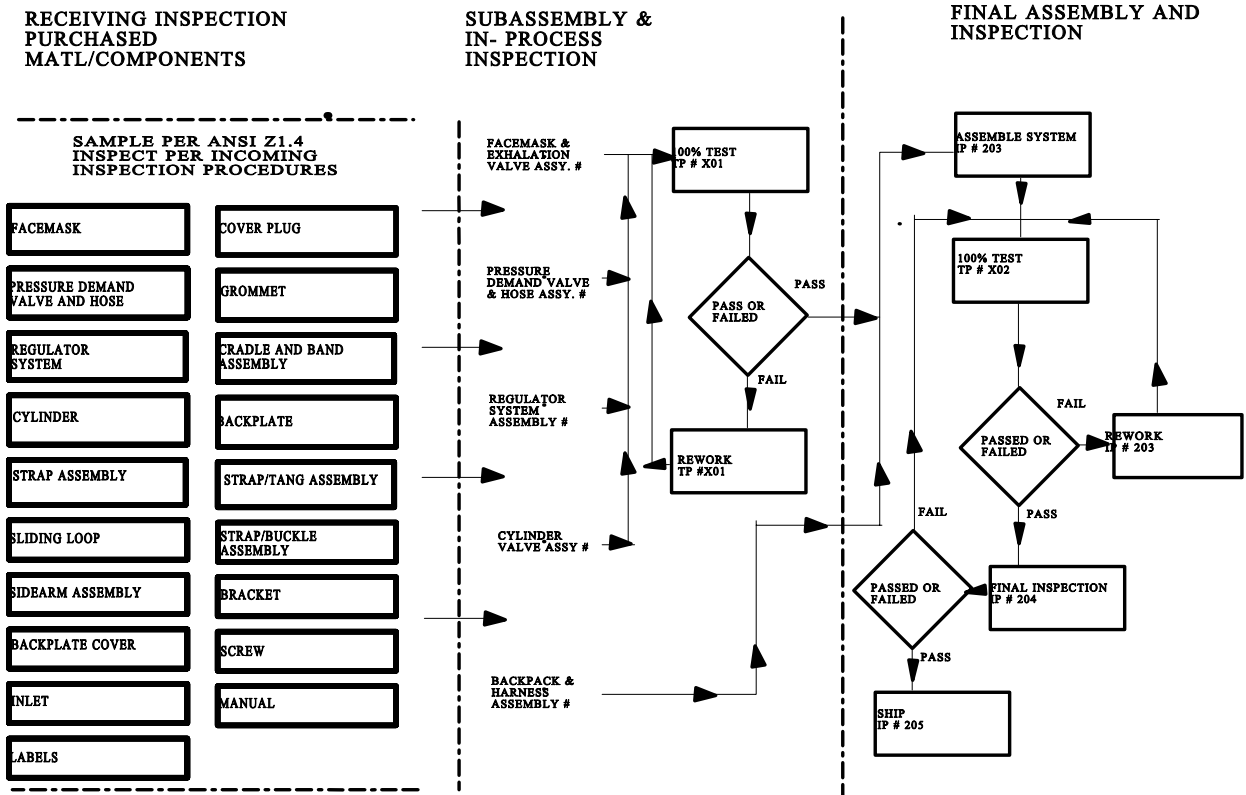 RECEIVING INSPECTION
PURCHASED
MATL/COMPONENTS
SAMPLE PER ANSI Z1.4
INSPECT PER INCOMING
INSPECTION PROCEDURES
FACEMASK
PRESSURE DEMAND
VALVE AND HOSE
REGULATOR
SYSTEM
CYLINDER
STRAP ASSEMBLY
SLIDING LOOP
SIDEARM ASSEMBLY
BACKPLATE COVER
INLET
LABELS
COVER PLUG
GROMMET
CRADLE AND BAND
ASSEMBLY
BACKPLATE
STRAP/TANG ASSEMBLY
STRAP/BUCKLE
ASSEMBLY
BRACKET
SCREW
MANUAL
SUBASSEMBLY &
IN- PROCESS
INSPECTION
FACEMASK &
EXHALATION
VALVE ASSY. #
PRESSURE
DEMAND VALVE
& HOSE ASSY. #
REGULATOR
SYSTEM
ASSEMBLY #
CYLINDER
VALVE ASSY #
BACKPACK &
HARNESS
ASSEMBLY #
100% TEST
TP # X01
PASS OR
FAILED
PASS
FAIL
REWORK
TP #X01
FINAL ASSEMBLY AND
INSPECTION
ASSEMBLE SYSTEM
IP # 203
100% TEST
TP # X02
PASSED OR
FAILED
FAIL
REWORK
IP # 203
PASS
FINAL INSPECTION
IP # 204
PASSED OR
FAILED
FAIL
PASS
SHIP
IP # 205